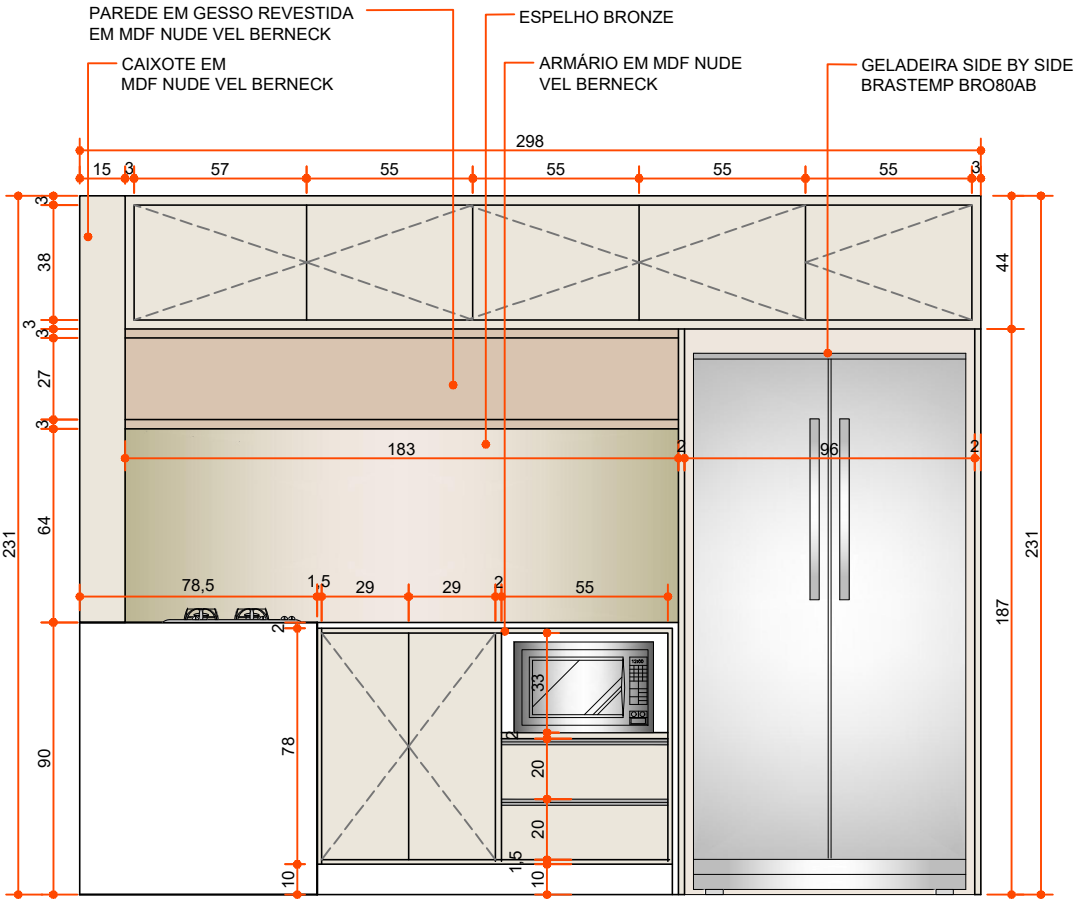 PAREDE EM GESSO REVESTIDA
EM MDF NUDE VEL BERNECK
ESPELHO BRONZE
CAIXOTE EM
MDF NUDE VEL BERNECK
ARMÁRIO EM MDF NUDE
VEL BERNECK
GELADEIRA SIDE BY SIDE
BRASTEMP BRO80AB
298
15 3 57 55 55 55 55 3
3
38
3
3
27
3
64
90
231
44
187
231
183 2 96 2
78,5 1,5 29 29 2 55
2
78
10
33
2
20
20
1,5
10
12:00